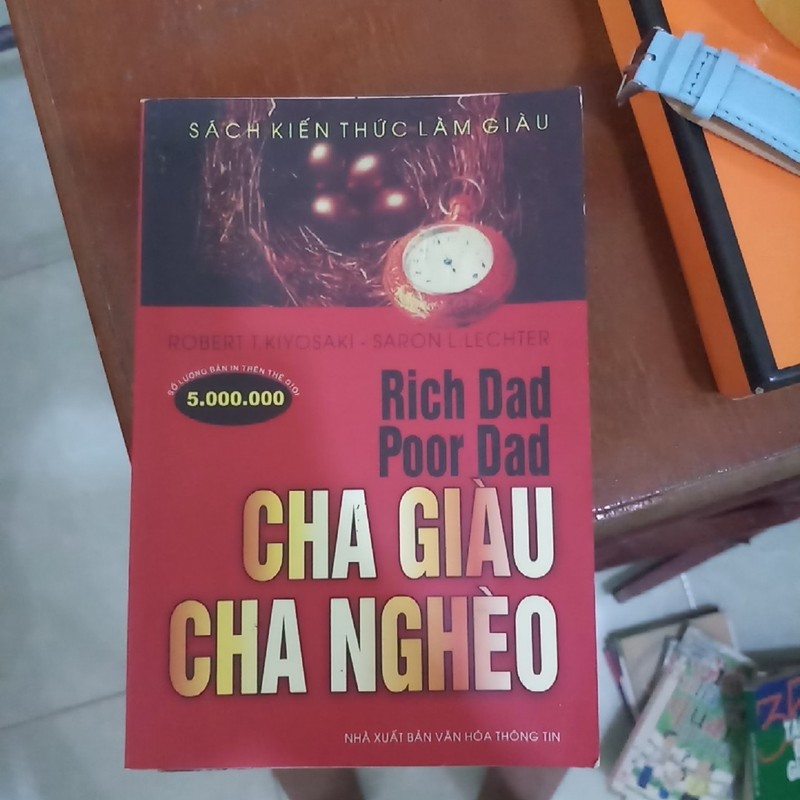 SÁCH KIẾN THỨC LÀM GIÀU
ROBERT T.KIYOSAKI - SARON L.LECHTER
SỐ LƯỢNG BẢN IN TRÊN THẾ GIỚI
5.000.000
Rich Dad
Poor Dad
CHA GIÀU
CHA NGHÈO
NHÀ XUẤT BẢN VĂN HÓA THÔNG TIN